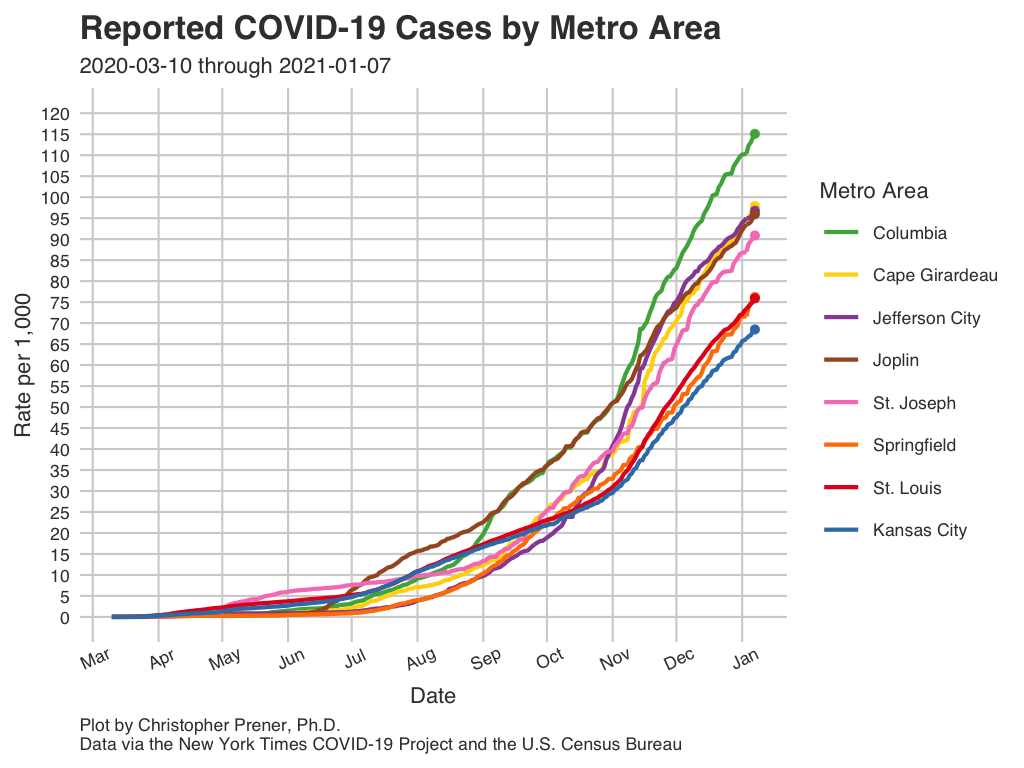 Reported COVID-19 Cases by Metro Area
2020-03-10 through 2021-01-07
120
115
110
105
100
95
90
85
80
75
70
65
60
55
50
45
40
35
30
25
20
15
10
5
0
Rate per 1,000
Mar
Apr
May
Jun
Jul
Aug
Sep
Oct
Nov
Dec
Jan
Date
Metro Area
Columbia
Cape Girardeau
Jefferson City
Joplin
St. Joseph
Springfield
St. Louis
Kansas City
Plot by Christopher Prener, Ph.D.
Data via the New York Times COVID-19 Project and the U.S. Census Bureau